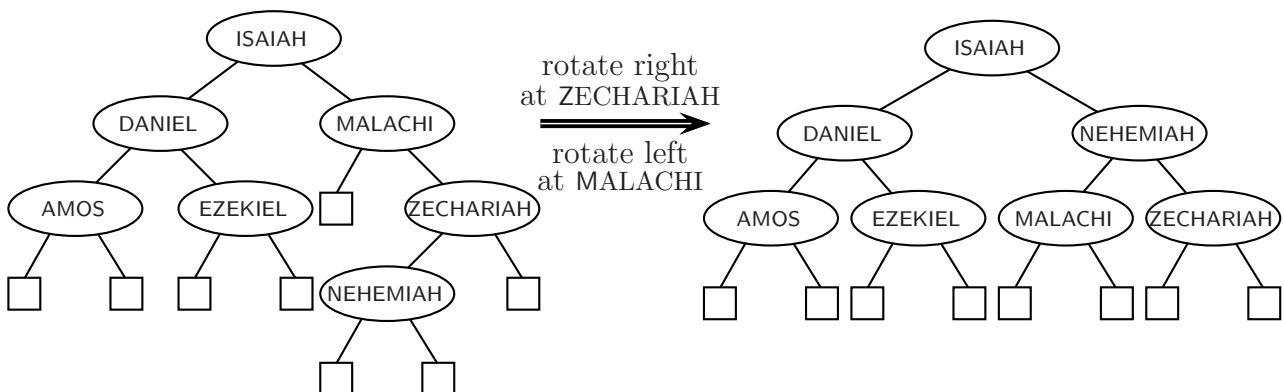 ISAIAH
DANIEL
MALACHI
AMOS
EZEKIEL
ZECHARIAH
NEHEMIAH
rotate right
at ZECHARIAH
rotate left
at MALACHI
ISAIAH
DANIEL
NEHEMIAH
AMOS
EZEKIEL
MALACHI
ZECHARIAH